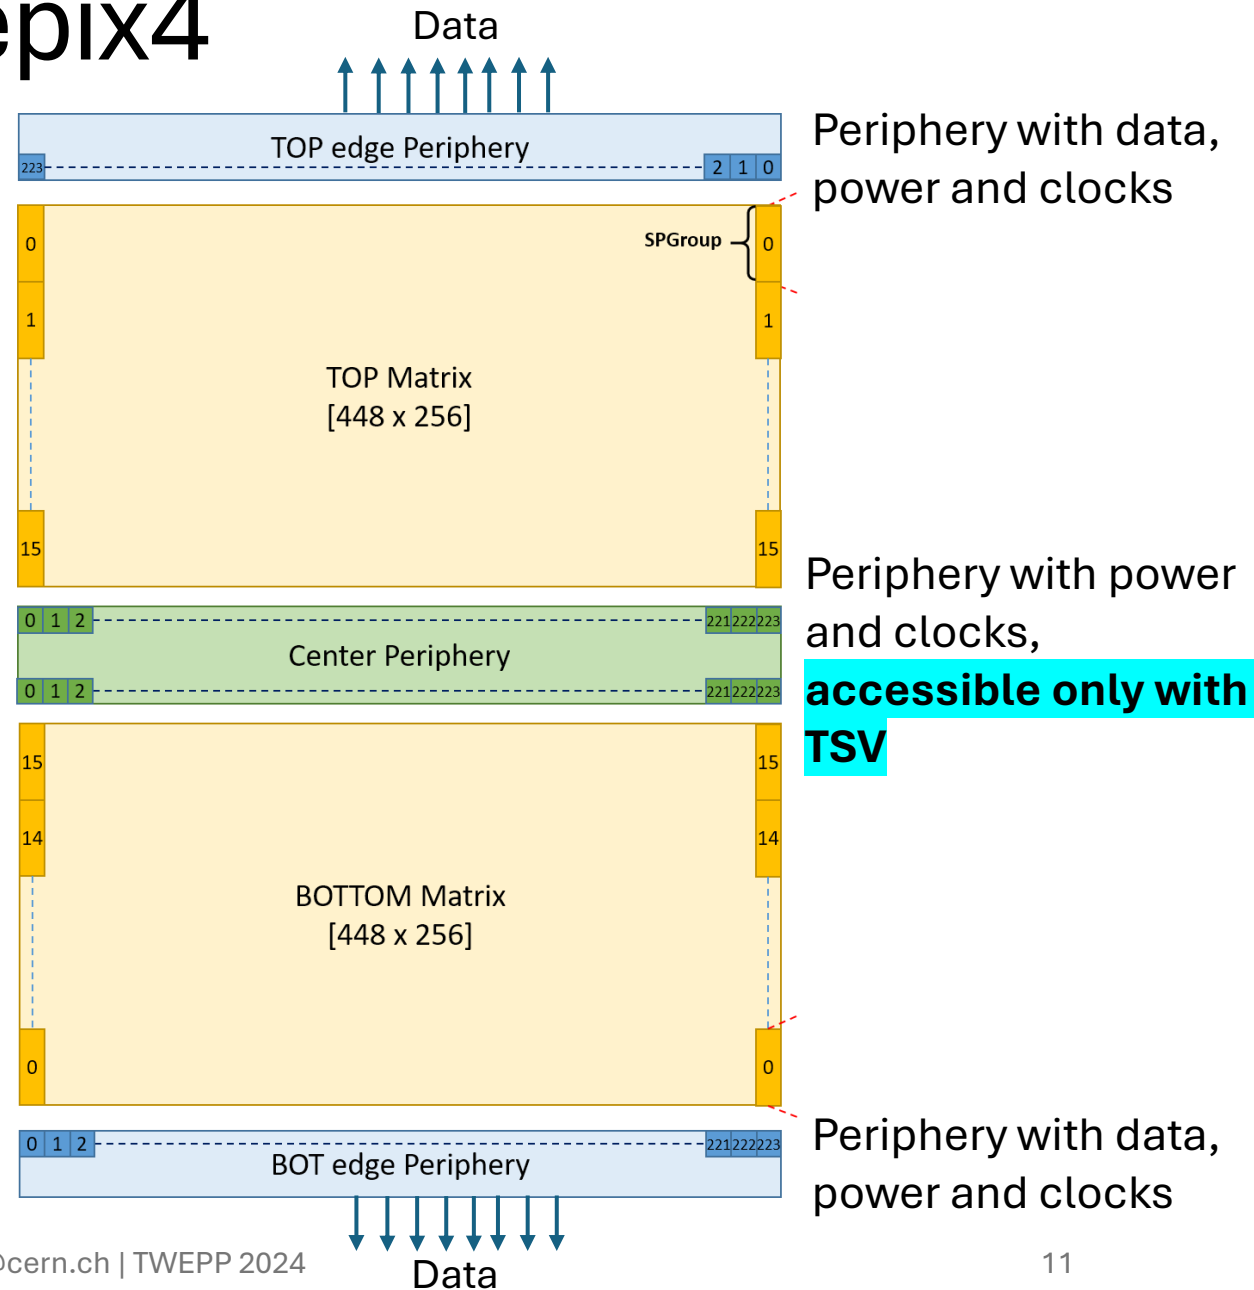 epix4
Data
TOP edge Periphery
223
2 1 0
Periphery with data,
power and clocks
0
SPGroup
0
1
1
TOP Matrix
[448 x 256]
15
15
Periphery with power
and clocks,
accessible only with
TSV
0 1 2
221 222 223
Center Periphery
0 1 2
221 222 223
15
15
14
14
BOTTOM Matrix
[448 x 256]
0
0
Periphery with data,
power and clocks
0 1 2
221 222 223
BOT edge Periphery
Data
@cern.ch | TWEPP 2024
11